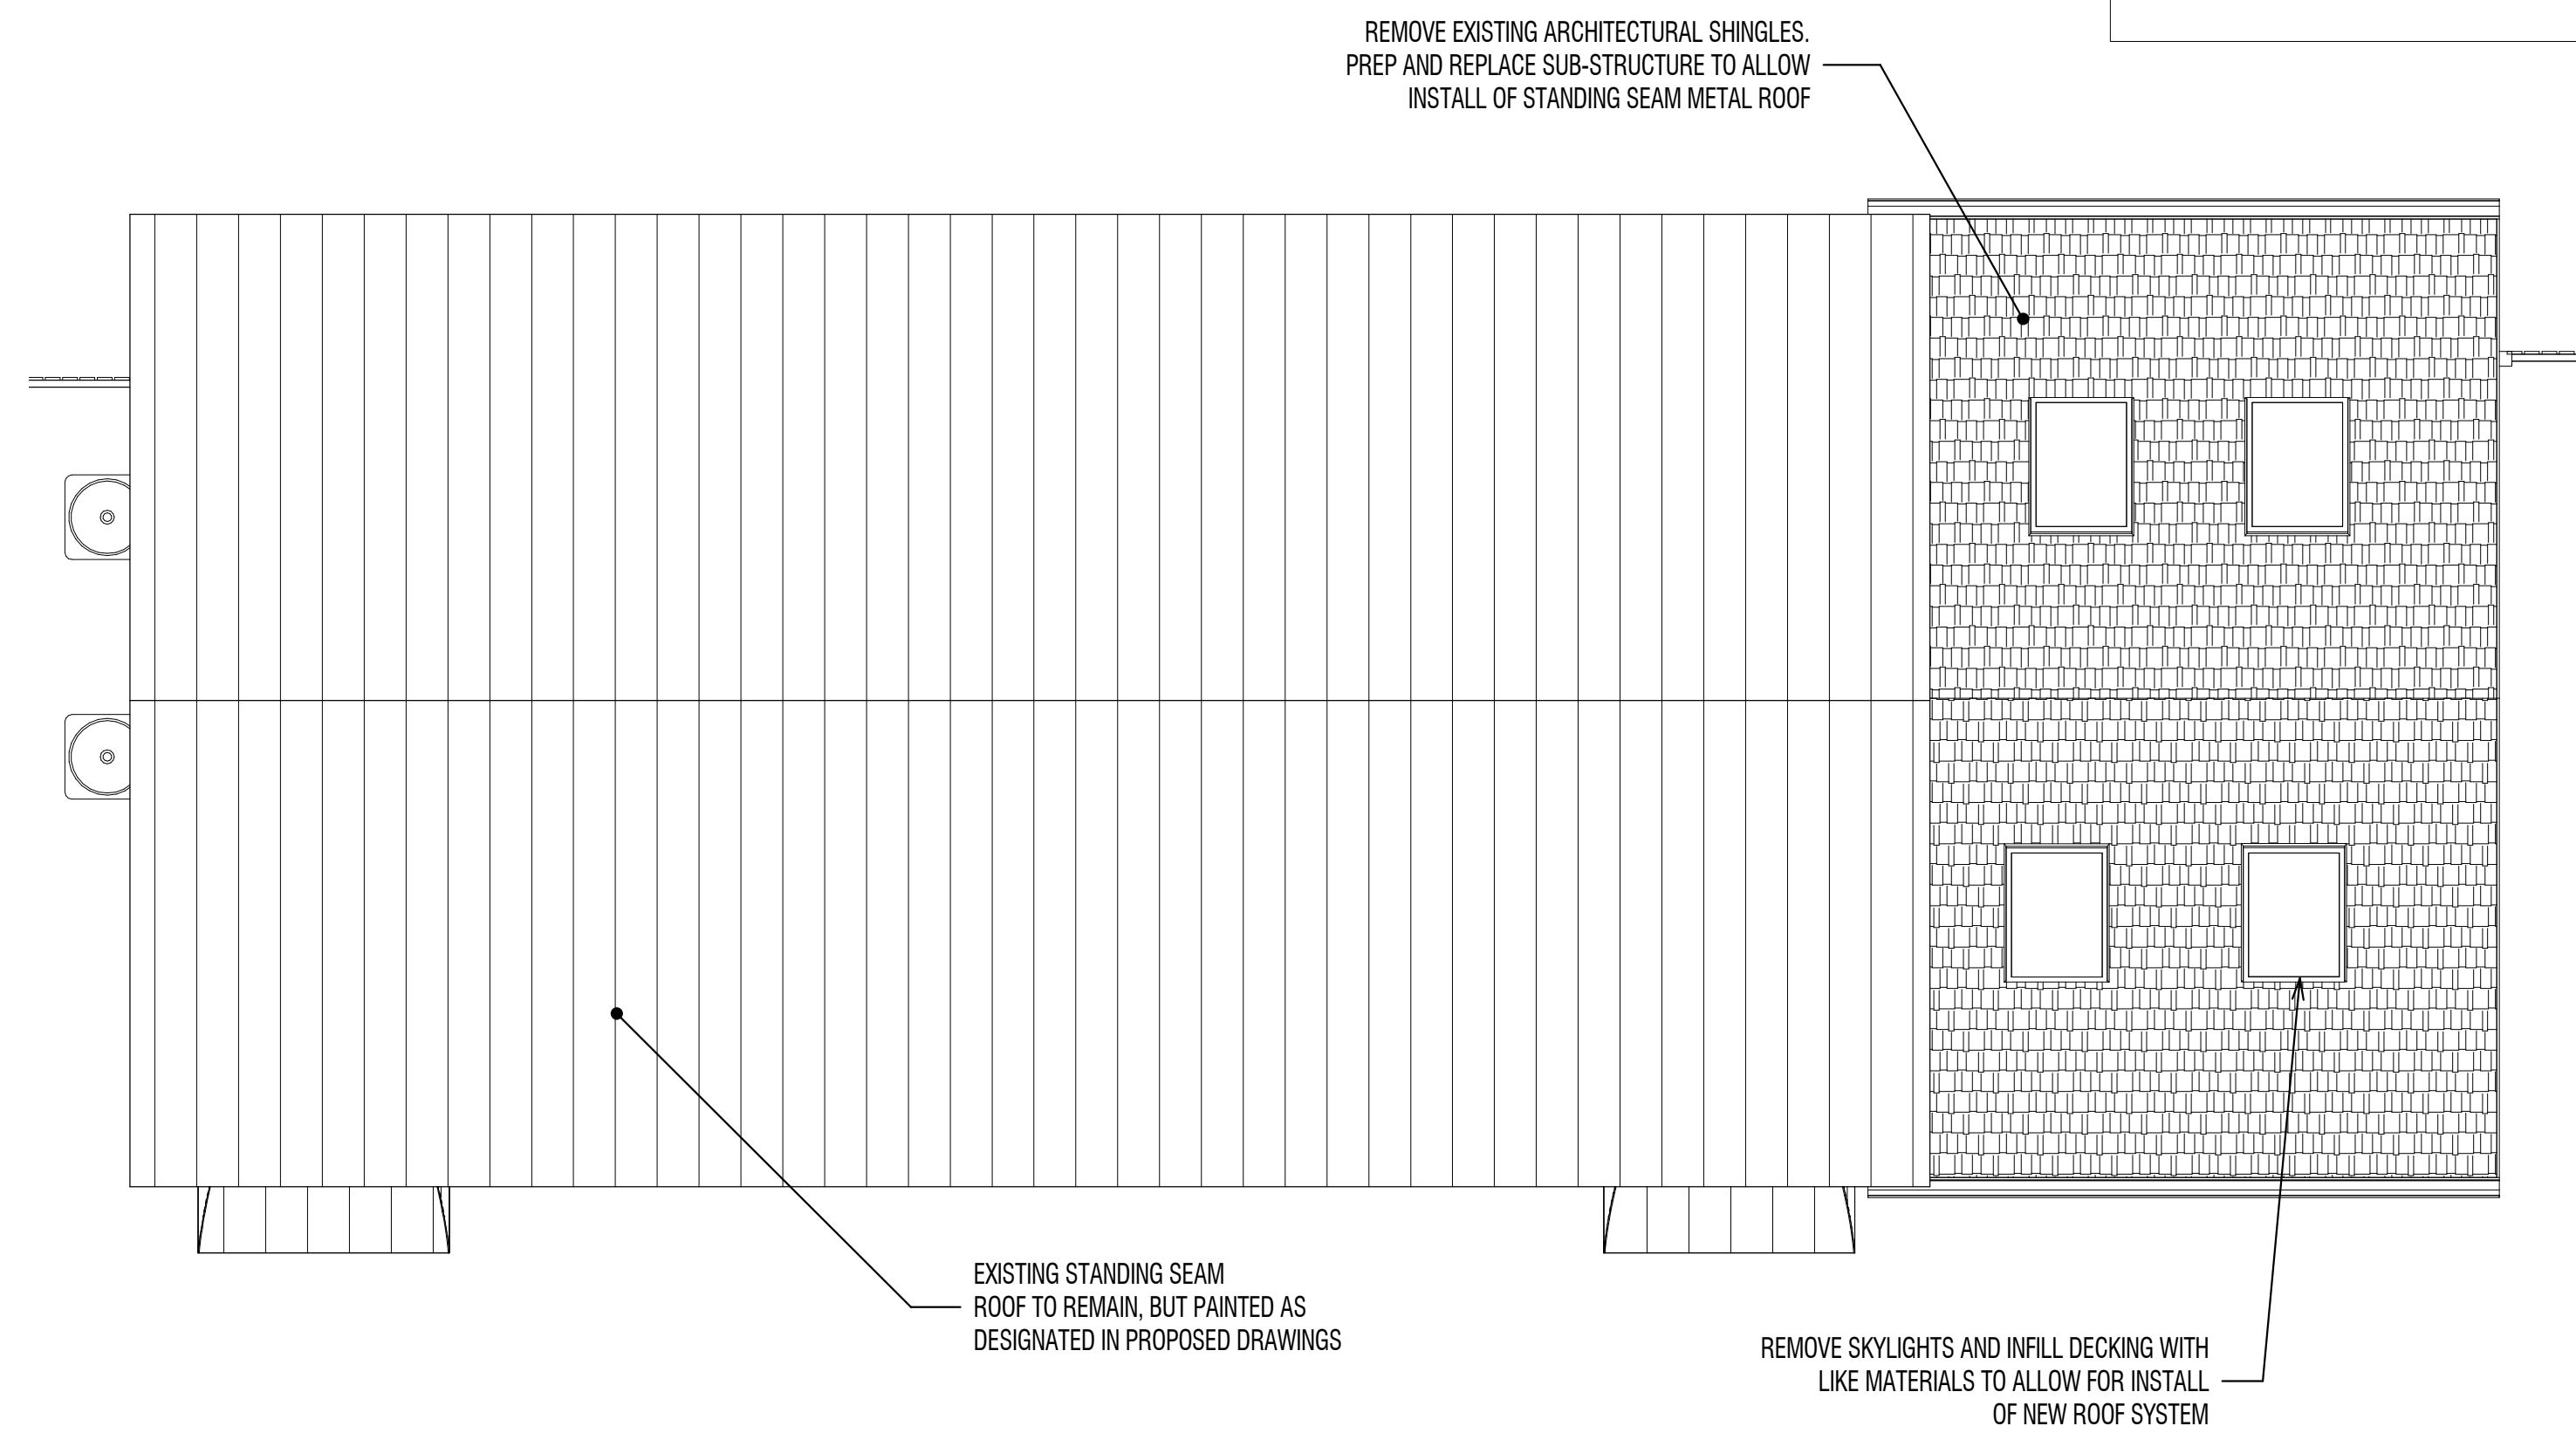 REMOVE EXISTING ARCHITECTURAL SHINGLES.
PREP AND REPLACE SUB-STRUCTURE TO ALLOW
INSTALL OF STANDING SEAM METAL ROOF
EXISTING STANDING SEAM
ROOF TO REMAIN, BUT PAINTED AS
DESIGNATED IN PROPOSED DRAWINGS
REMOVE SKYLIGHTS AND INFILL DECKING WITH
LIKE MATERIALS TO ALLOW FOR INSTALL
OF NEW ROOF SYSTEM